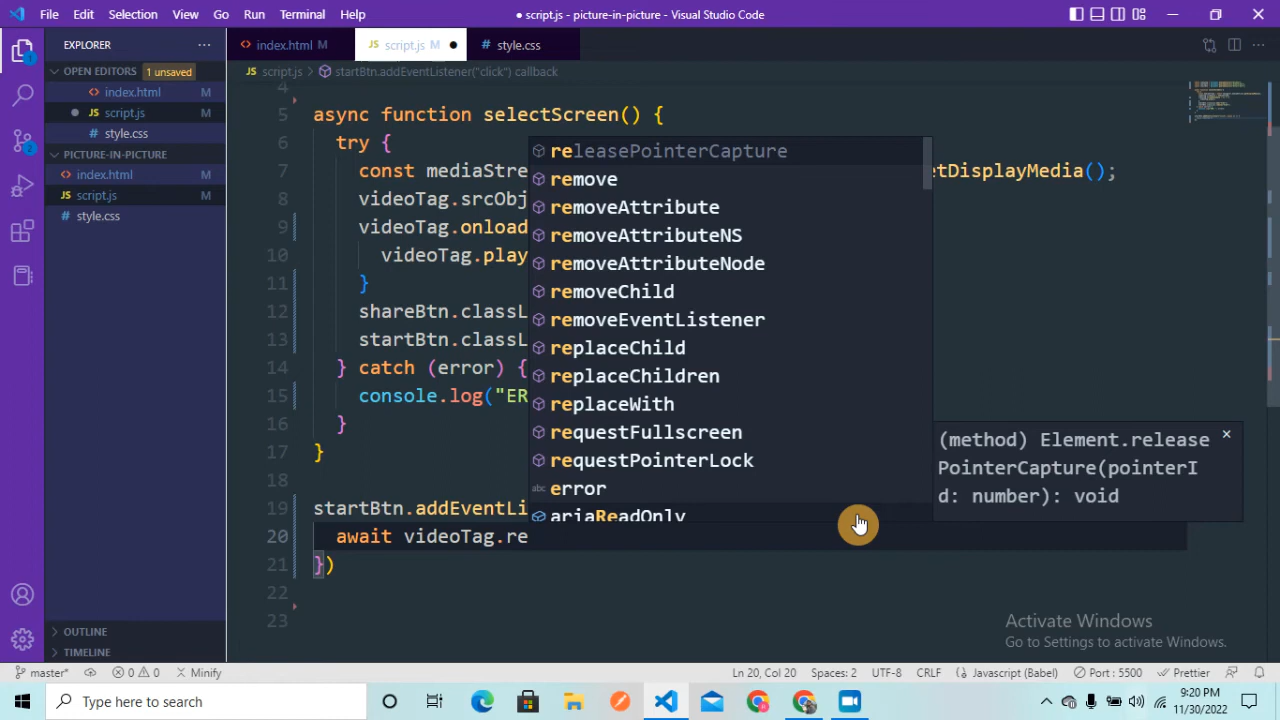 File Edit Selection View Go Run Terminal Help
● script.js - picture-in-picture - Visual Studio Code
EXPLORER
OPEN EDITORS 1 unsaved
index.html M
script.js M
style.css
PICTURE-IN-PICTURE
index.html M
script.js M
style.css
OUTLINE
TIMELINE
index.html M
JS script.js M ●
style.css
JS script.js > startBtn.addEventListener("click") callback
4
5 async function selectScreen() {
6 try {
7 const mediaStre etDisplayMedia();
8 videoTag.srcObj
9 videoTag.onload
10 videoTag.play
11 }
12 shareBtn.classL
13 startBtn.classL
14 } catch (error) {
15 console.log("ER
16 }
17 }
18
19 startBtn.addEventLi
20 await videoTag.re
21 })
22
23
releasePointerCapture
remove
removeAttribute
removeAttributeNS
removeAttributeNode
removeChild
removeEventListener
replaceChild
replaceChildren
replaceWith
requestFullscreen
requestPointerLock
abc error
ariaReadOnly
(method) Element.release
PointerCapture(pointerI
d: number): void
Activate Windows
Go to Settings to activate Windows.
master* 0 0 Minify Ln 20, Col 20 Spaces: 2 UTF-8 CRLF Javascript (Babel) Port : 5500 Prettier
Type here to search
9:20 PM
11/30/2022